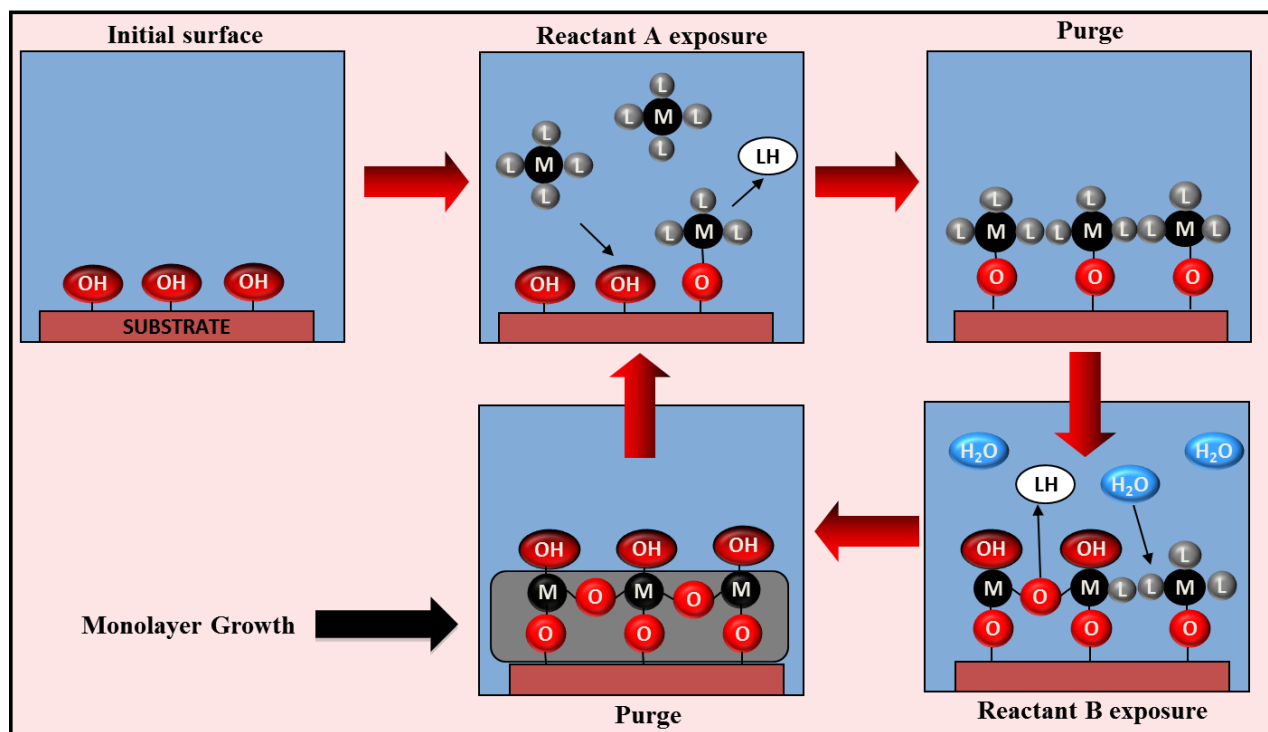 Initial surface
OH OH OH
SUBSTRATE
Reactant A exposure
L
L M L
L
L
L M L
L
LH
L
L M L
OH OH O
Purge
L L L
L M L L M L L M L
O O O
H₂O H₂O
LH H₂O
OH OH L
M O M L L M L
O O O
Reactant B exposure
OH OH OH
M O M O M
O O O
Purge
Monolayer Growth